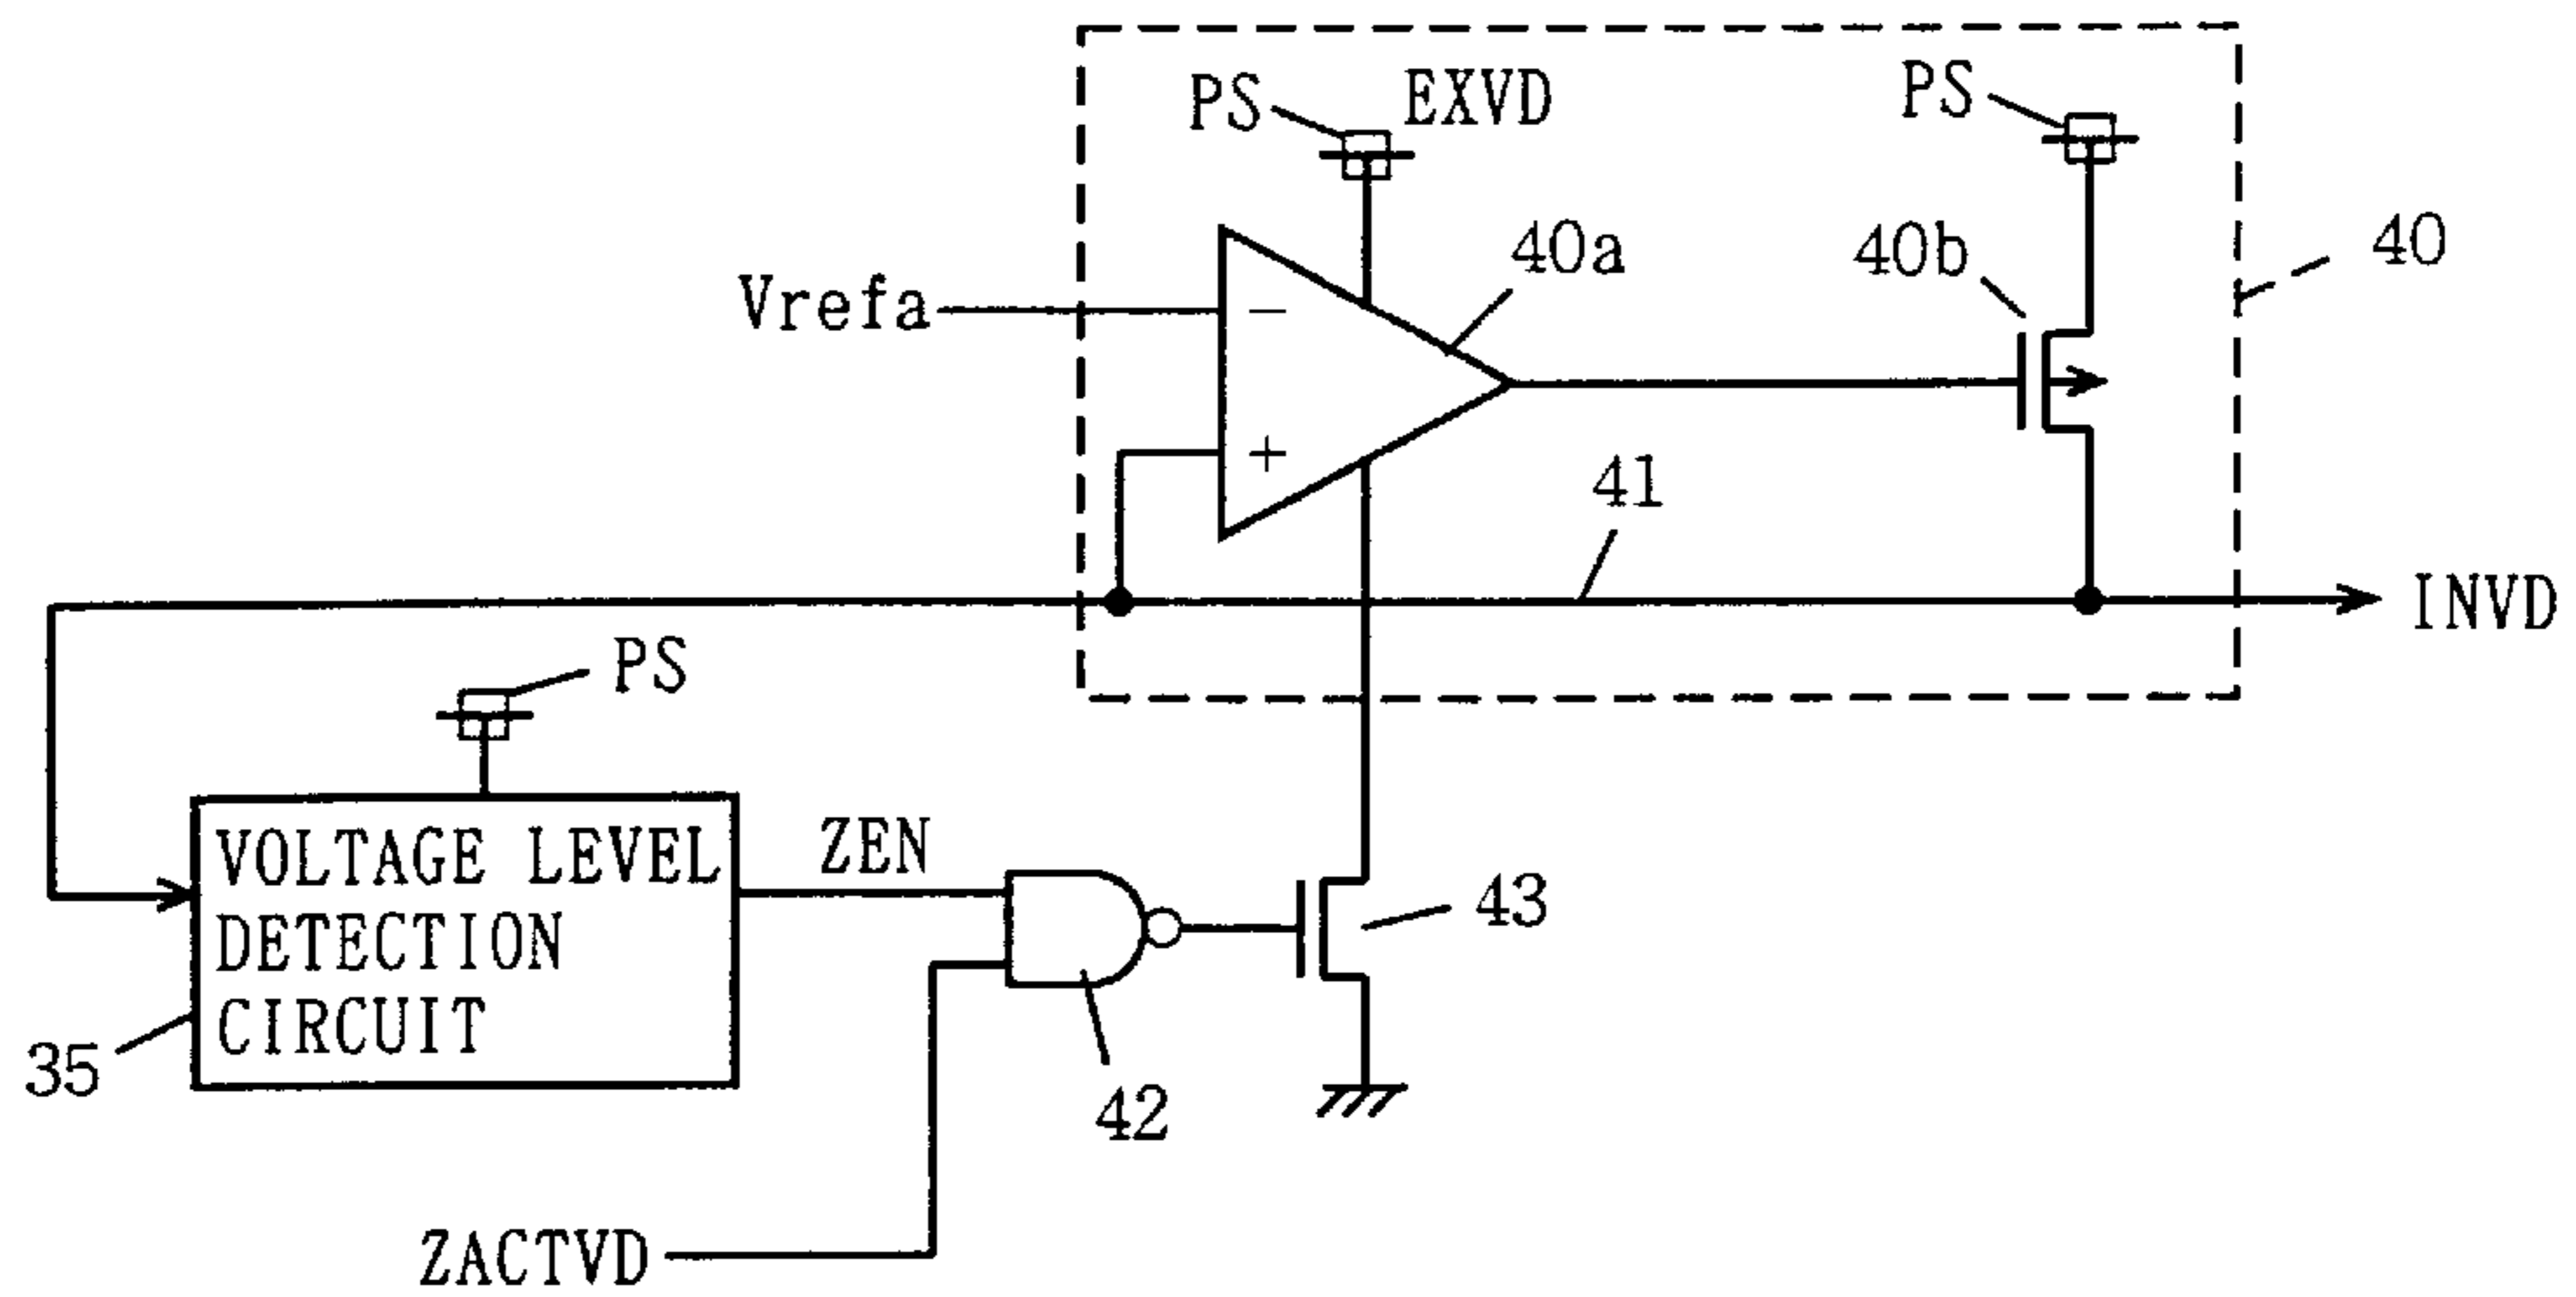 PS
EXVD
PS
40a
40b
40
Vrefa
−
+
41
INVD
PS
VOLTAGE LEVEL
DETECTION
CIRCUIT
ZEN
43
35
42
ZACTVD